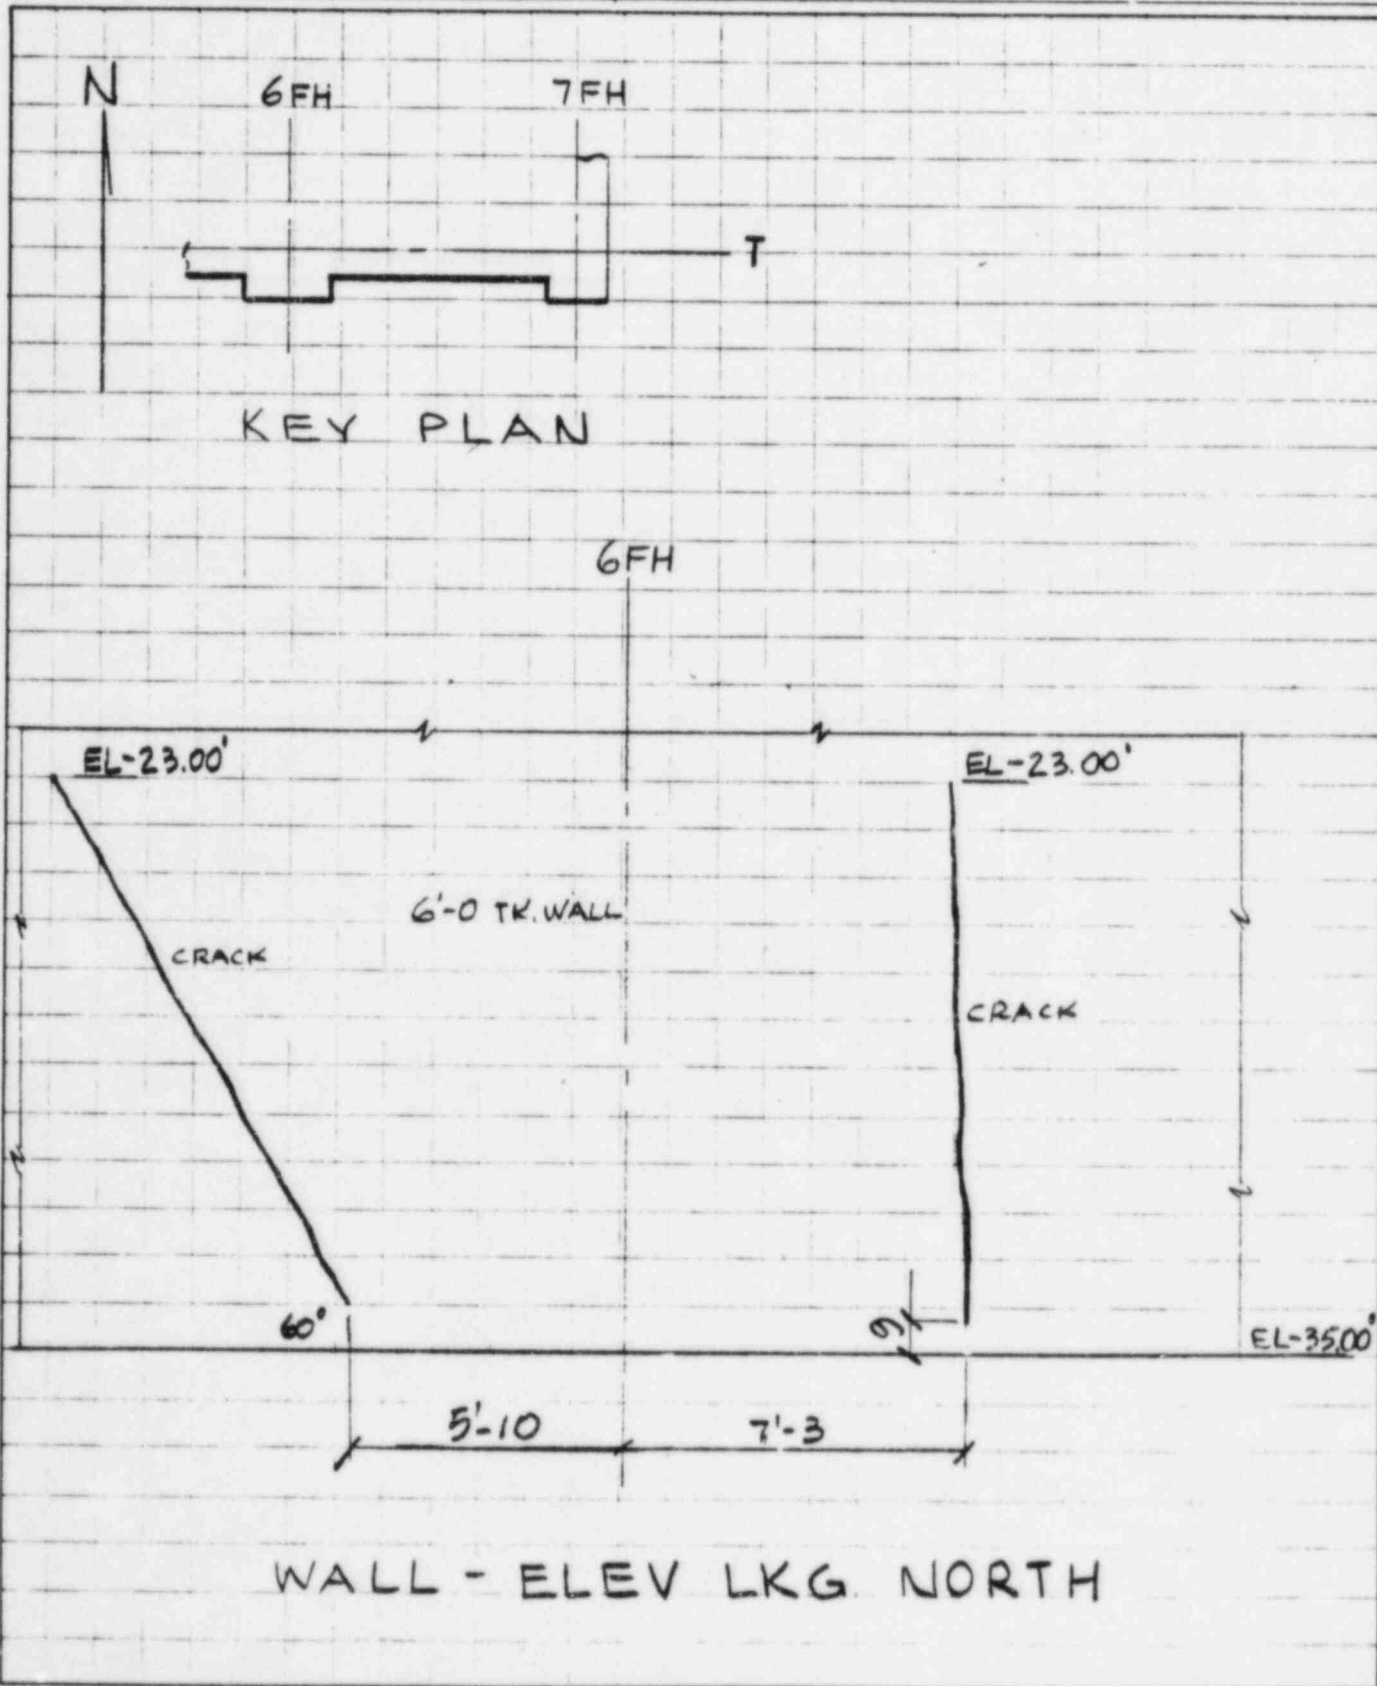 N
6FH
7FH
T
KEY PLAN
6FH
EL-23.00'
EL-23.00'
6'-0 TK. WALL
CRACK
CRACK
60°
9
EL-35.00'
5'-10
7'-3
WALL - ELEV LKG. NORTH